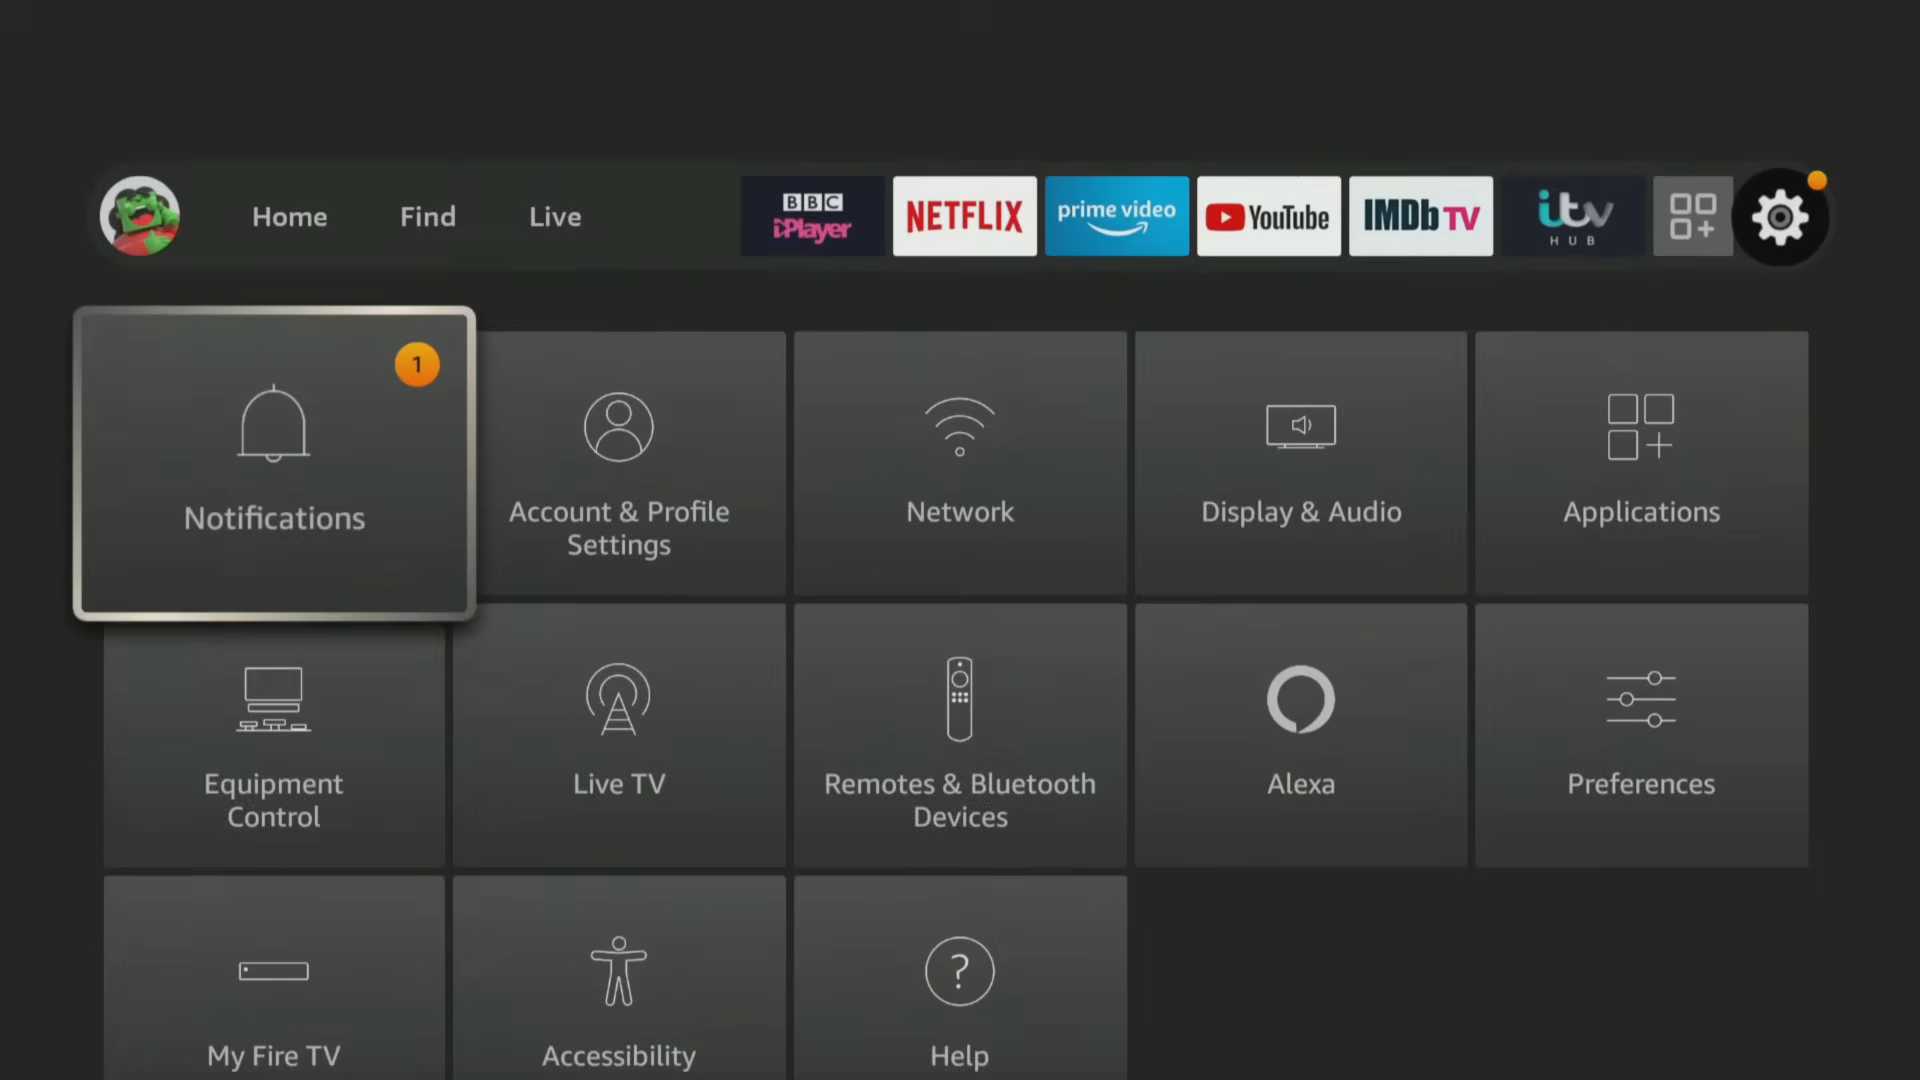 Home
Find
Live
BBC
iPlayer
NETFLIX
prime video
YouTube
IMDb TV
itv
HUB
1
Notifications
Account & Profile
Settings
Network
Display & Audio
Applications
Equipment
Control
Live TV
Remotes & Bluetooth
Devices
Alexa
Preferences
My Fire TV
Accessibility
?
Help